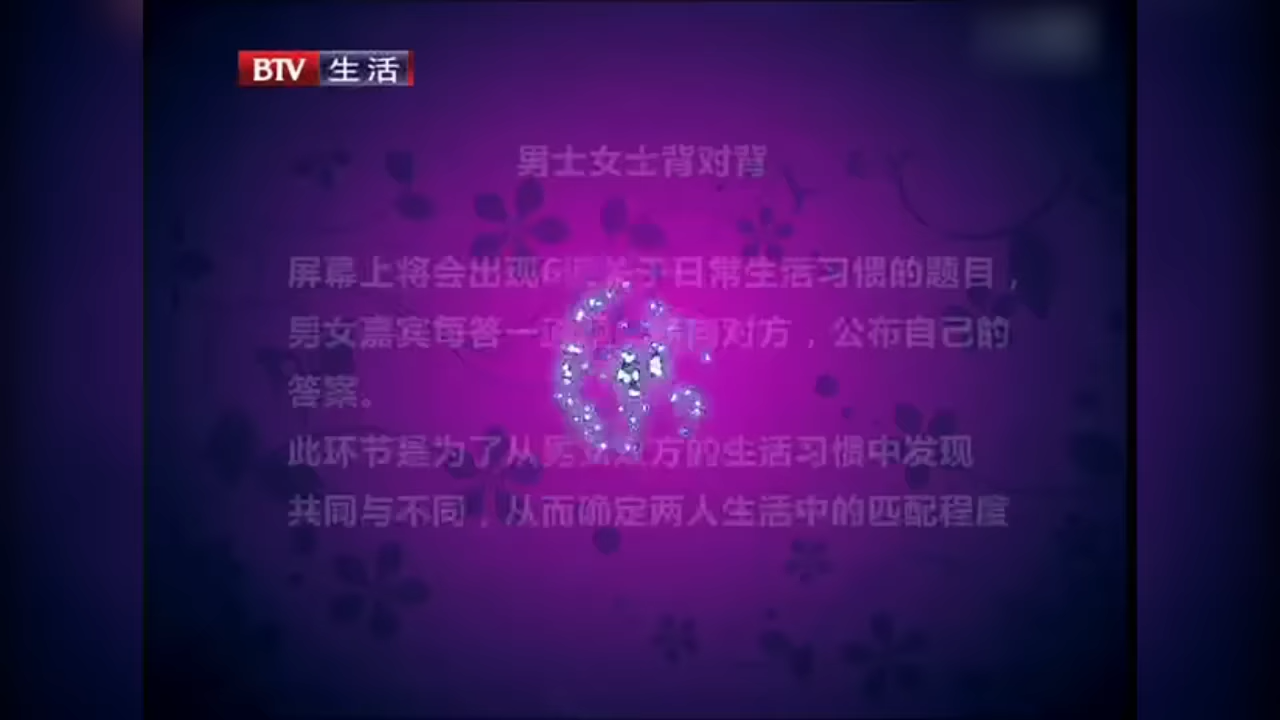 BTV 生活
男士女士背对背
屏幕上将会出现6 关于日常生活习惯的题目，
男女嘉宾每答一 对方，公布自己的
答案。
此环节是为了从男 双方的生活习惯中发现
共同与不同，从而确定两人生活中的匹配程度